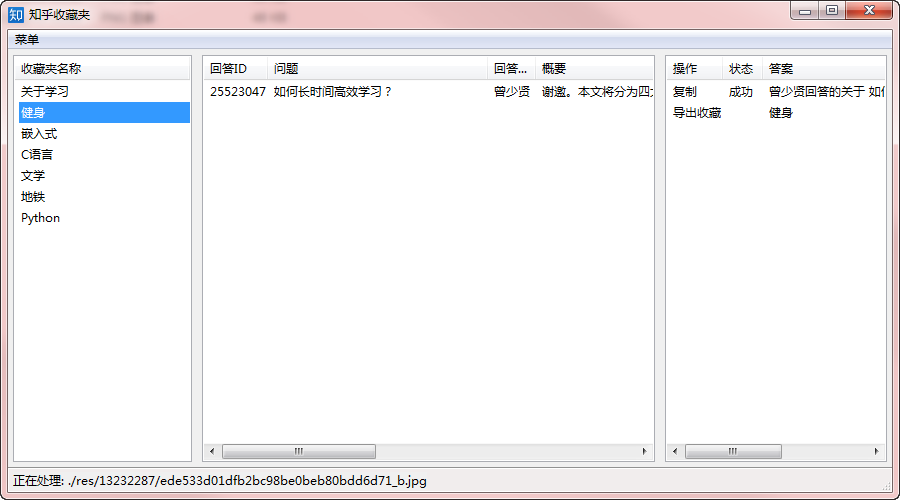 知 知乎收藏夹
菜单
收藏夹名称
关于学习
健身
嵌入式
C语言
文学
地铁
Python
回答ID 问题 回答... 概要
25523047 如何长时间高效学习？ 曾少贤 谢邀。本文将分为四
操作 状态 答案
复制 成功 曾少贤回答的关于 如
导出收藏 健身
正在处理: ./res/13232287/ede533d01dfb2bc98be0beb80bdd6d71_b.jpg